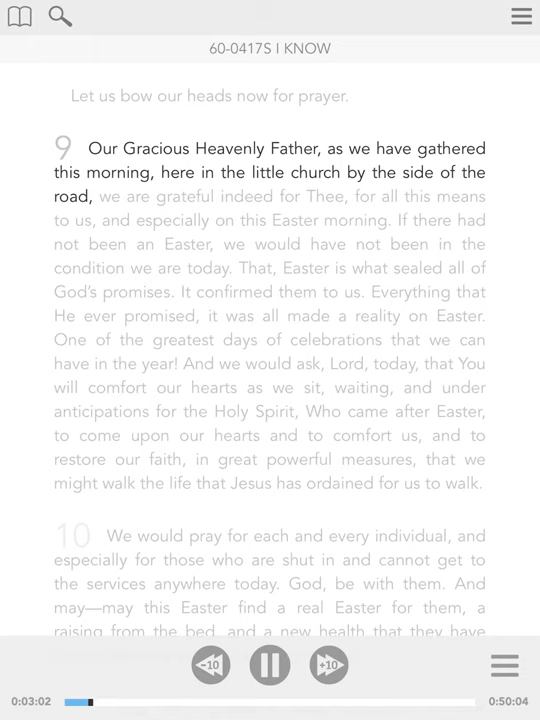 60-0417S I KNOW
Let us bow our heads now for prayer.
9 Our Gracious Heavenly Father, as we have gathered
this morning, here in the little church by the side of the
road, we are grateful indeed for Thee, for all this means
to us, and especially on this Easter morning. If there had
not been an Easter, we would have not been in the
condition we are today. That, Easter is what sealed all of
God's promises. It confirmed them to us. Everything that
He ever promised, it was all made a reality on Easter.
One of the greatest days of celebrations that we can
have in the year! And we would ask, Lord, today, that You
will comfort our hearts as we sit, waiting, and under
anticipations for the Holy Spirit, Who came after Easter,
to come upon our hearts and to comfort us, and to
restore our faith, in great powerful measures, that we
might walk the life that Jesus has ordained for us to walk.
10 We would pray for each and every individual, and
especially for those who are shut in and cannot get to
the services anywhere today. God, be with them. And
may—may this Easter find a real Easter for them, a
raising from the bed, and a new health that they have
-10
+10
0:03:02
0:50:04